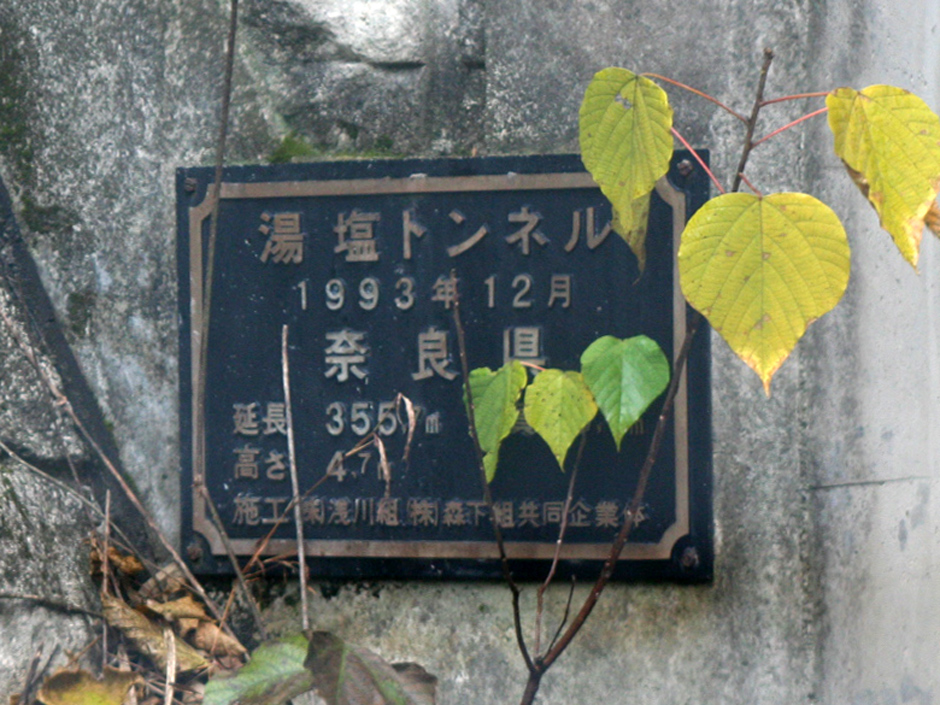 湯塩トンネル
1993年12月
奈良県
延長 355.7m
高さ 4.7m
施工 (株)浅川組 (株)森下組共同企業体